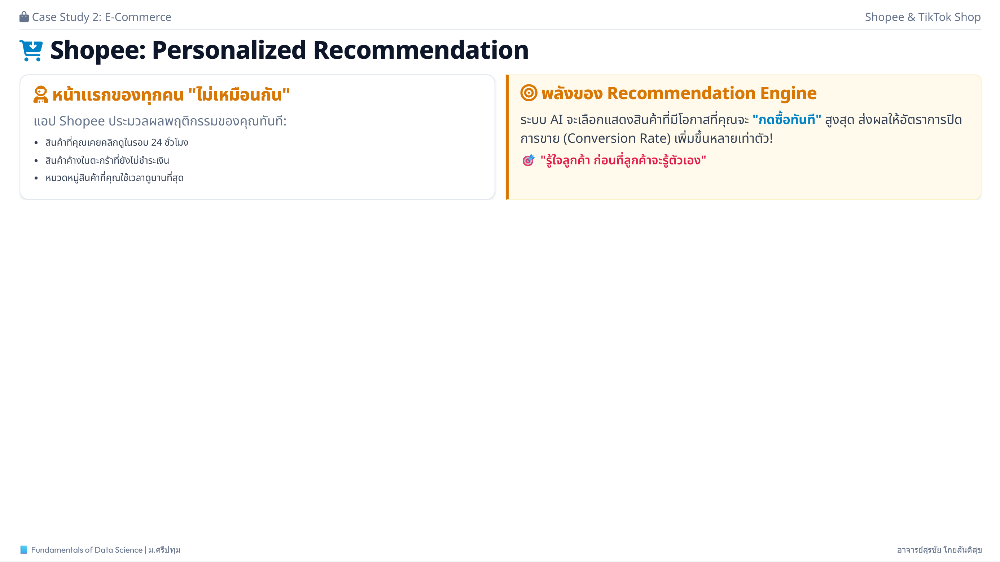 Case Study 2: E-Commerce
Shopee & TikTok Shop
Shopee: Personalized Recommendation
หน้าแรกของทุกคน "ไม่เหมือนกัน"
แอป Shopee ประมวลผลพฤติกรรมของคุณทันที:
• สินค้าที่คุณเคยคลิกดูในรอบ 24 ชั่วโมง
• สินค้าค้างในตะกร้าที่ยังไม่ชำระเงิน
• หมวดหมู่สินค้าที่คุณใช้เวลาดูนานที่สุด
พลังของ Recommendation Engine
ระบบ AI จะเลือกแสดงสินค้าที่มีโอกาสที่คุณจะ "กดซื้อทันที" สูงสุด ส่งผลให้อัตราการปิด
การขาย (Conversion Rate) เพิ่มขึ้นหลายเท่าตัว!
🎯 "รู้ใจลูกค้า ก่อนที่ลูกค้าจะรู้ตัวเอง"
📘 Fundamentals of Data Science | ม.ศรีปทุม
อาจารย์สุรชัย โกยสันติสุข